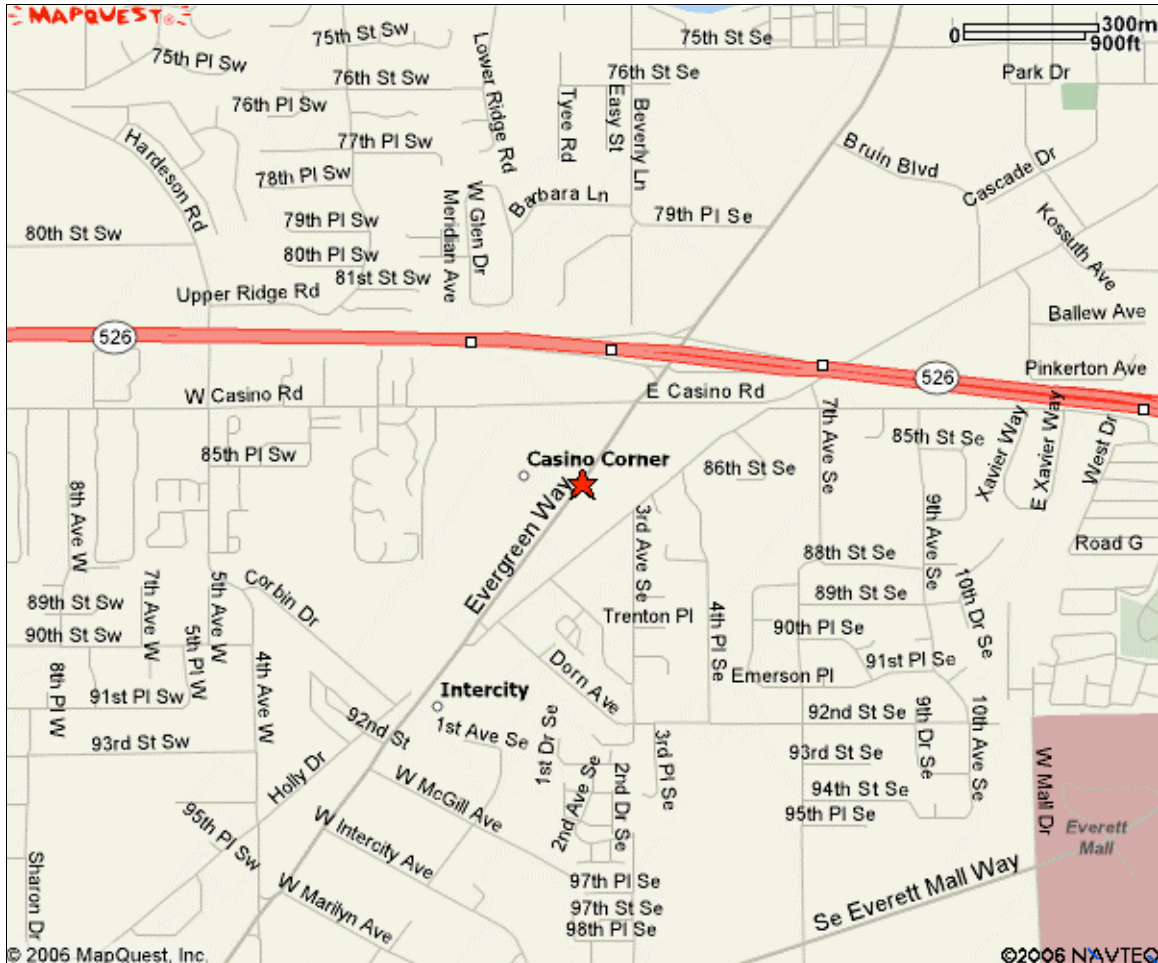 MAPQUEST
300m
0
900ft
75th St Sw
75th St Se
75th Pl Sw
76th St Sw
76th St Se
Park Dr
76th Pl Sw
Lower Ridge Rd
Tyee Rd
Easy St
Beverly Ln
77th Pl Sw
Hardeson Rd
Bruin Blvd
Cascade Dr
78th Pl Sw
Barbara Ln
W Glen Dr
Meridian Ave
79th Pl Sw
79th Pl Se
Kossuth Ave
80th St Sw
80th Pl Sw
81st St Sw
Upper Ridge Rd
Ballew Ave
526
526
Pinkerton Ave
W Casino Rd
E Casino Rd
7th Ave Se
85th St Se
Xavier Way
E Xavier Way
West Dr
85th Pl Sw
Casino Corner
86th St Se
8th Ave W
Evergreen Way
3rd Ave Se
9th Ave Se
Road G
88th St Se
7th Ave W
5th Ave W
Corbin Dr
89th St Sw
89th St Se
10th Dr Se
Trenton Pl
4th Pl Se
90th St Sw
90th Pl Se
5th Pl W
4th Ave W
8th Pl W
91st Pl Se
Dorn Ave
Emerson Pl
91st Pl Sw
Intercity
92nd St
1st Ave Se
1st Dr Se
92nd St Se
9th Dr Se
10th Ave Se
93rd St Sw
3rd Pl Se
93rd St Se
W Mall Dr
Holly Dr
W McGill Ave
2nd Ave Se
2nd Dr Se
94th St Se
95th Pl Sw
95th Pl Se
W Intercity Ave
Everett
Mall
Sharon Dr
W Marilyn Ave
97th Pl Se
Se Everett Mall Way
97th St Se
98th Pl Se
© 2006 MapQuest, Inc.
©2006 NAVTEQ